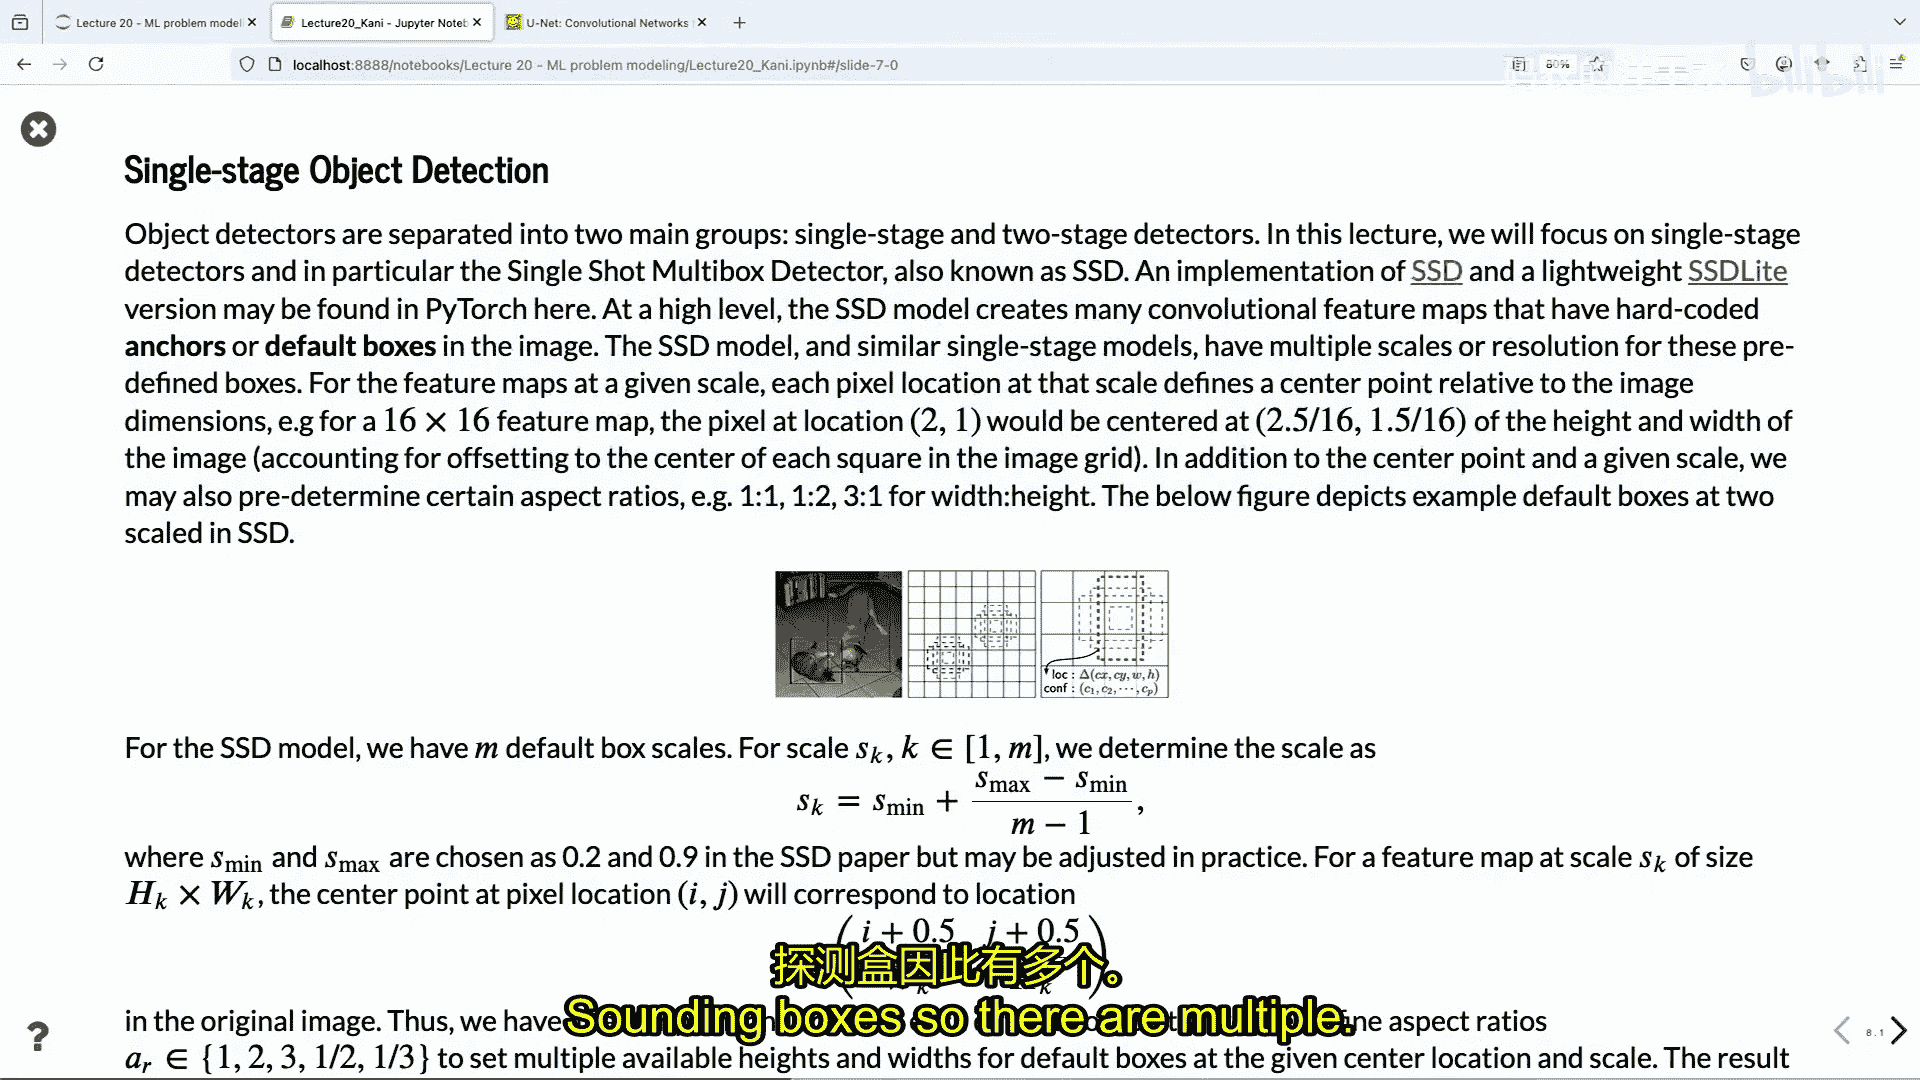 Lecture 20 - ML problem model
Lecture20_Kani - Jupyter Noteb
U-Net: Convolutional Networks
localhost:8888/notebooks/Lecture 20 - ML problem modeling/Lecture20_Kani.ipynb#/slide-7-0
80%
Single-stage Object Detection
Object detectors are separated into two main groups: single-stage and two-stage detectors. In this lecture, we will focus on single-stage
detectors and in particular the Single Shot Multibox Detector, also known as SSD. An implementation of SSD and a lightweight SSDLite
version may be found in PyTorch here. At a high level, the SSD model creates many convolutional feature maps that have hard-coded
anchors or default boxes in the image. The SSD model, and similar single-stage models, have multiple scales or resolution for these pre-
defined boxes. For the feature maps at a given scale, each pixel location at that scale defines a center point relative to the image
dimensions, e.g for a 16 × 16 feature map, the pixel at location (2, 1) would be centered at (2.5/16, 1.5/16) of the height and width of
the image (accounting for offsetting to the center of each square in the image grid). In addition to the center point and a given scale, we
may also pre-determine certain aspect ratios, e.g. 1:1, 1:2, 3:1 for width:height. The below figure depicts example default boxes at two
scaled in SSD.
loc : Δ(cx, cy, w, h)
conf : (c₁, c₂, ⋯, cₚ)
For the SSD model, we have m default box scales. For scale sₖ, k ∈ [1, m], we determine the scale as
sₖ = s_min + (s_max − s_min)/(m − 1),
where s_min and s_max are chosen as 0.2 and 0.9 in the SSD paper but may be adjusted in practice. For a feature map at scale sₖ of size
Hₖ × Wₖ, the center point at pixel location (i, j) will correspond to location
i + 0.5 j + 0.5
探测盒因此有多个。
Sounding boxes so there are multiple.
in the original image. Thus, we have ne aspect ratios
aᵣ ∈ {1, 2, 3, 1/2, 1/3} to set multiple available heights and widths for default boxes at the given center location and scale. The result
8.1